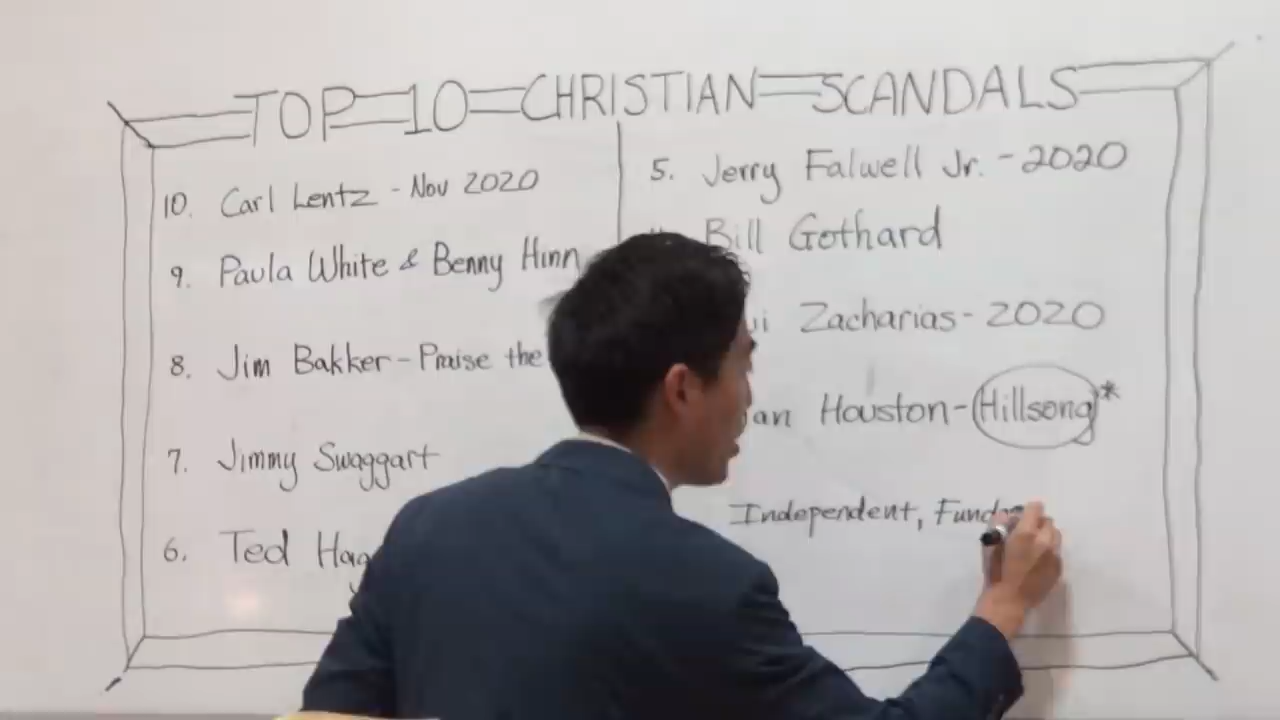 TOP 10 CHRISTIAN SCANDALS
10. Carl Lentz - Nov 2020
9. Paula White & Benny Hinn
8. Jim Bakker - Praise the
7. Jimmy Swaggart
6. Ted Hag
5. Jerry Falwell Jr. - 2020
Bill Gothard
Zacharias - 2020
an Houston - Hillsong*
Independent, Fund